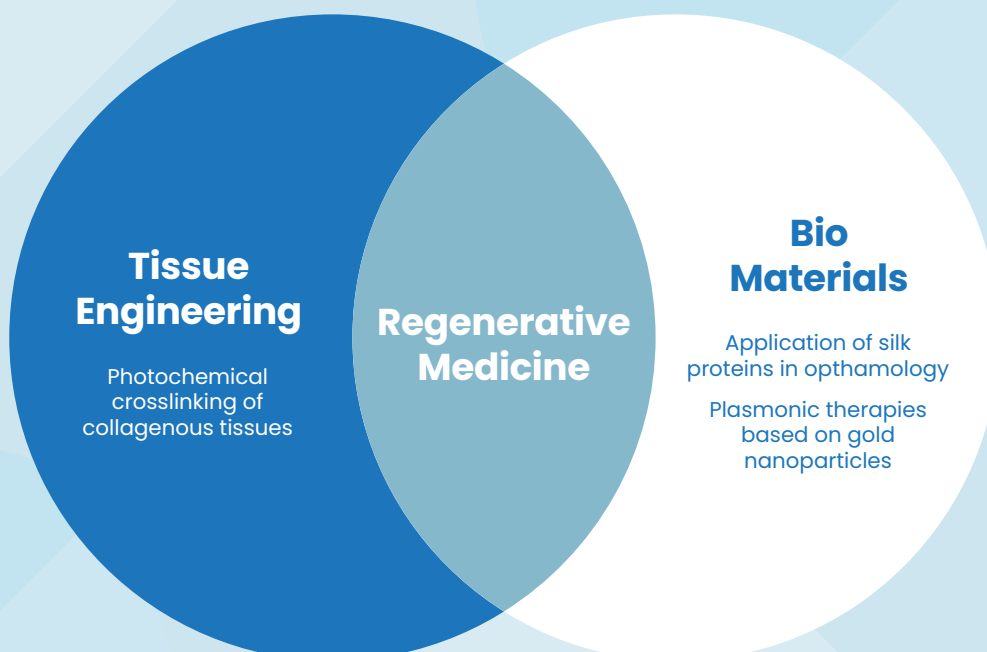 Tissue
Engineering
Photochemical
crosslinking of
collagenous tissues
Regenerative
Medicine
Bio
Materials
Application of silk
proteins in opthamology
Plasmonic therapies
based on gold
nanoparticles